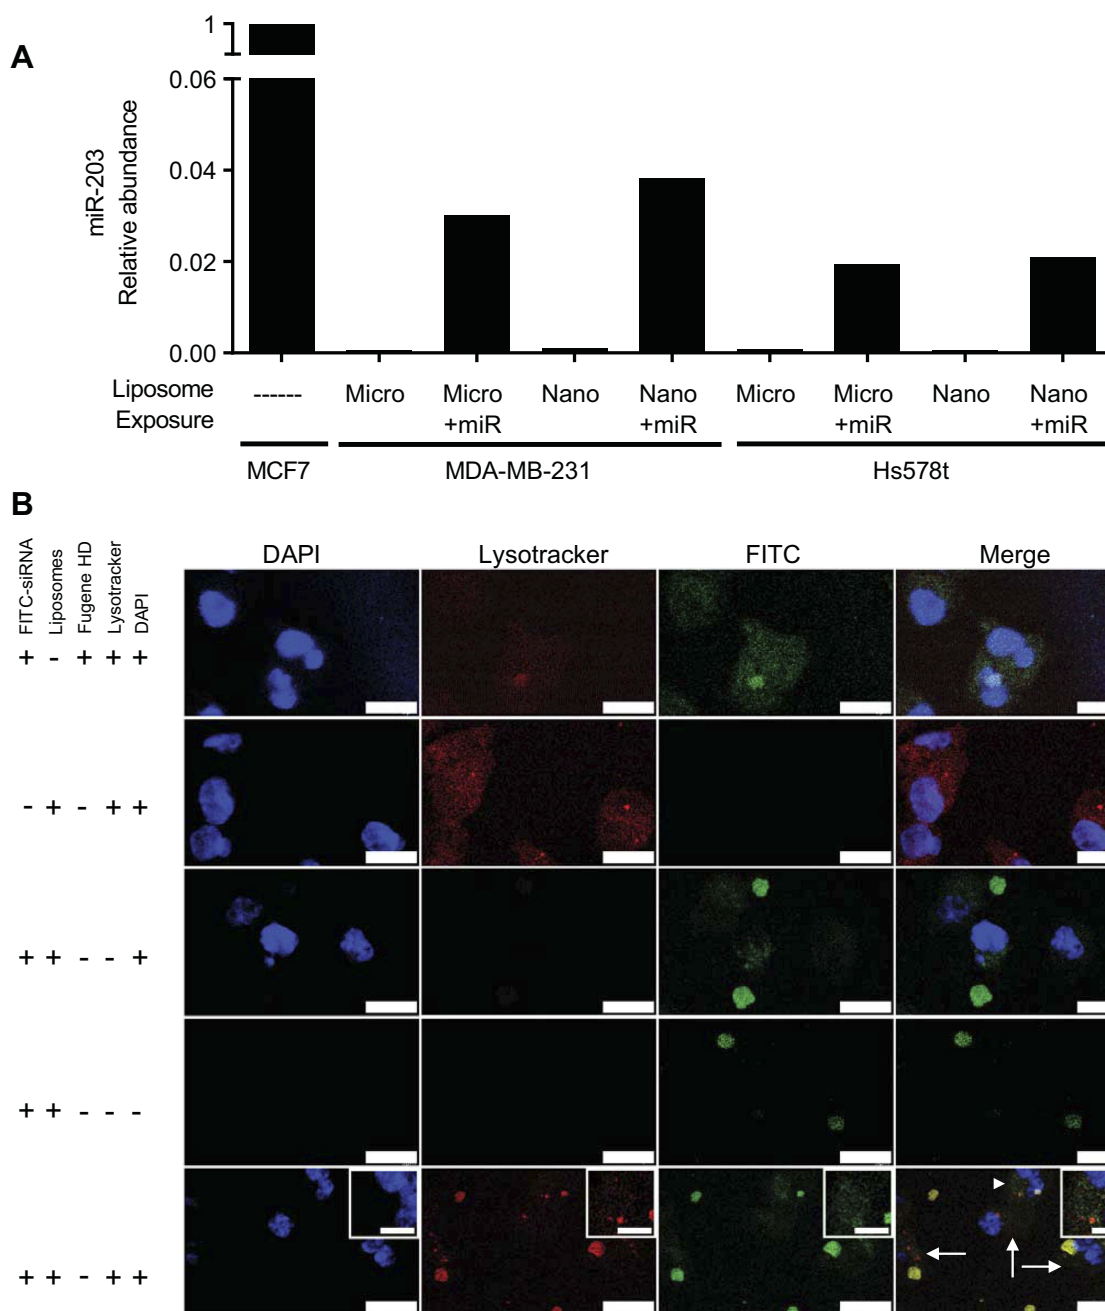 A
1
0.06
0.04
0.02
0.00
miR-203
Relative abundance
Liposome ------ Micro Micro Nano Nano Micro Micro Nano Nano
Exposure +miR +miR +miR +miR
MCF7 MDA-MB-231 Hs578t
B
FITC-siRNA
Liposomes
Fugene HD
Lysotracker
DAPI
DAPI Lysotracker FITC Merge
+ - + + +
- + - + +
+ + - - +
+ + - - -
+ + - + +